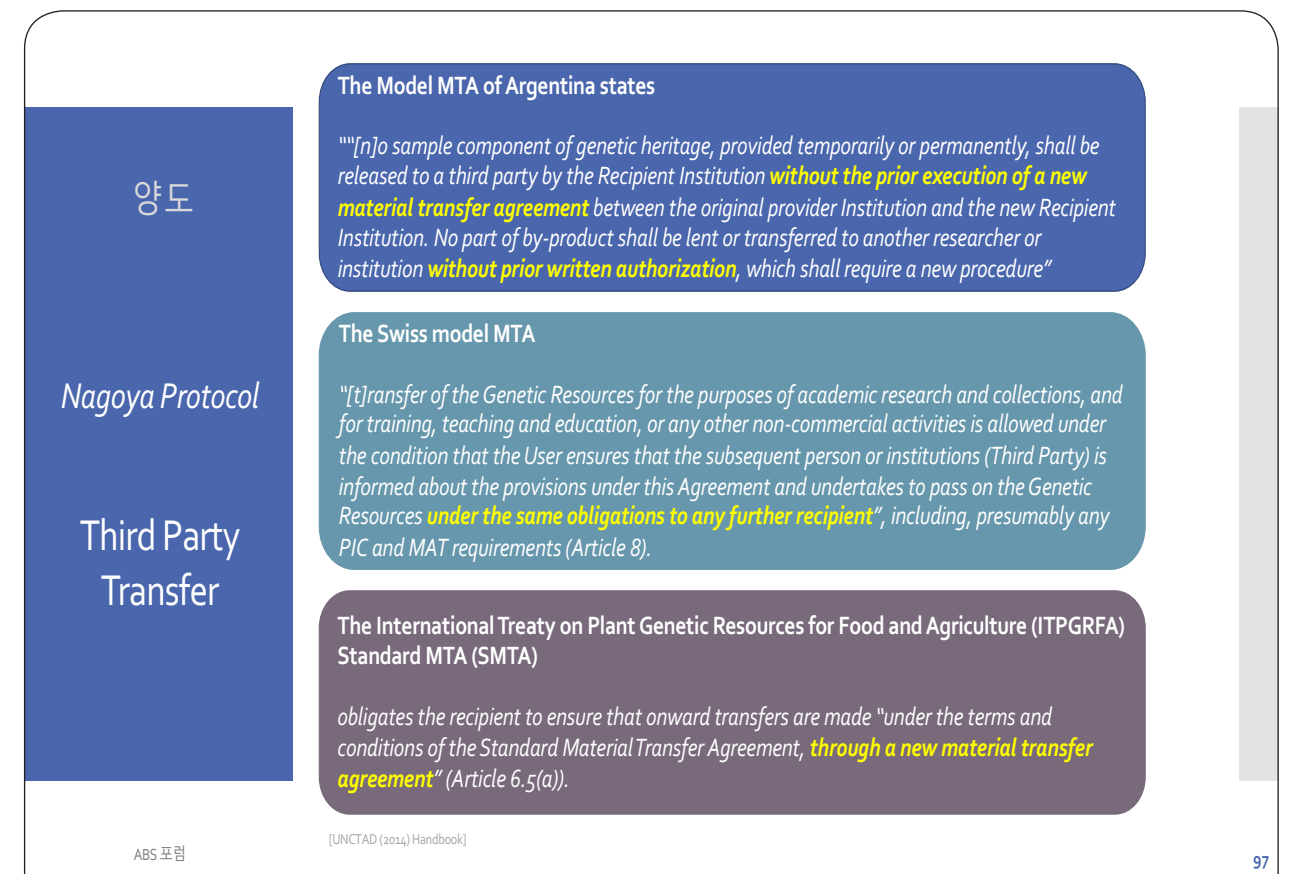 양도
Nagoya Protocol
Third Party
Transfer
The Model MTA of Argentina states
““[n]o sample component of genetic heritage, provided temporarily or permanently, shall be
released to a third party by the Recipient Institution without the prior execution of a new
material transfer agreement between the original provider Institution and the new Recipient
Institution. No part of by-product shall be lent or transferred to another researcher or
institution without prior written authorization, which shall require a new procedure”
The Swiss model MTA
“[t]ransfer of the Genetic Resources for the purposes of academic research and collections, and
for training, teaching and education, or any other non-commercial activities is allowed under
the condition that the User ensures that the subsequent person or institutions (Third Party) is
informed about the provisions under this Agreement and undertakes to pass on the Genetic
Resources under the same obligations to any further recipient”, including, presumably any
PIC and MAT requirements (Article 8).
The International Treaty on Plant Genetic Resources for Food and Agriculture (ITPGRFA)
Standard MTA (SMTA)
obligates the recipient to ensure that onward transfers are made “under the terms and
conditions of the Standard Material Transfer Agreement, through a new material transfer
agreement” (Article 6.5(a)).
[UNCTAD (2014) Handbook]
ABS 포럼
97